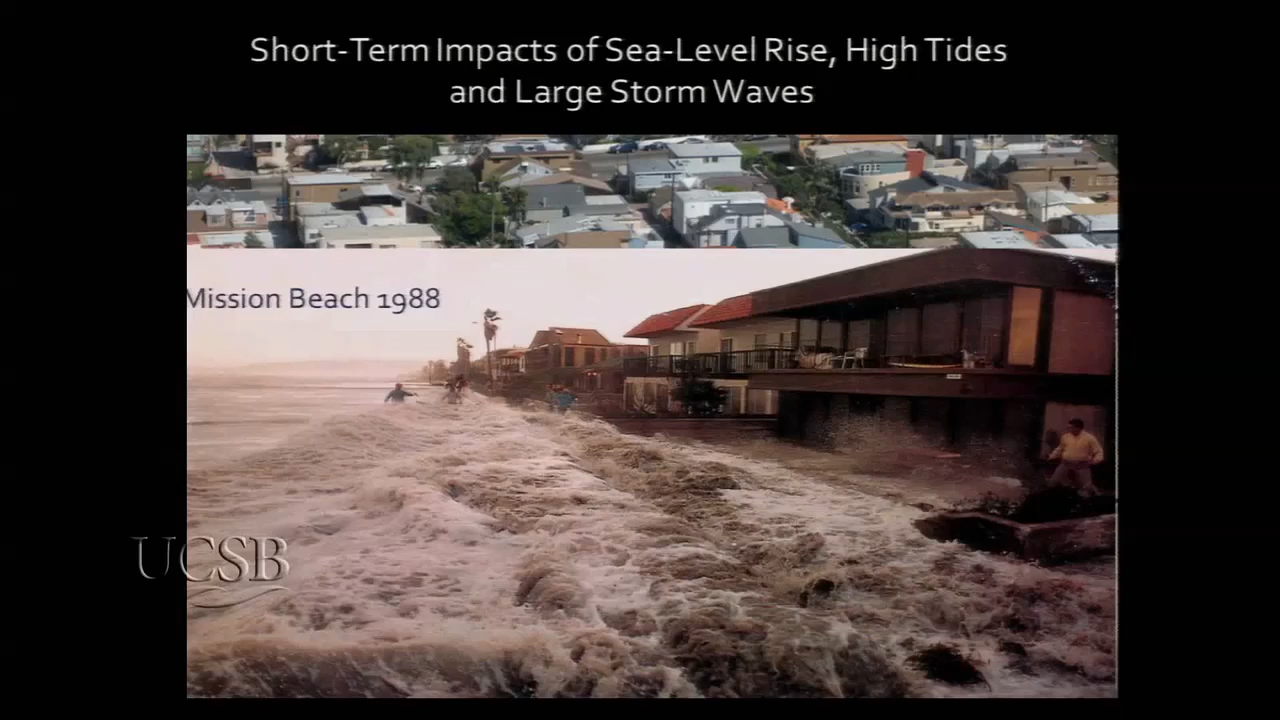 Short-Term Impacts of Sea-Level Rise, High Tides
and Large Storm Waves
Mission Beach 1988
UCSB